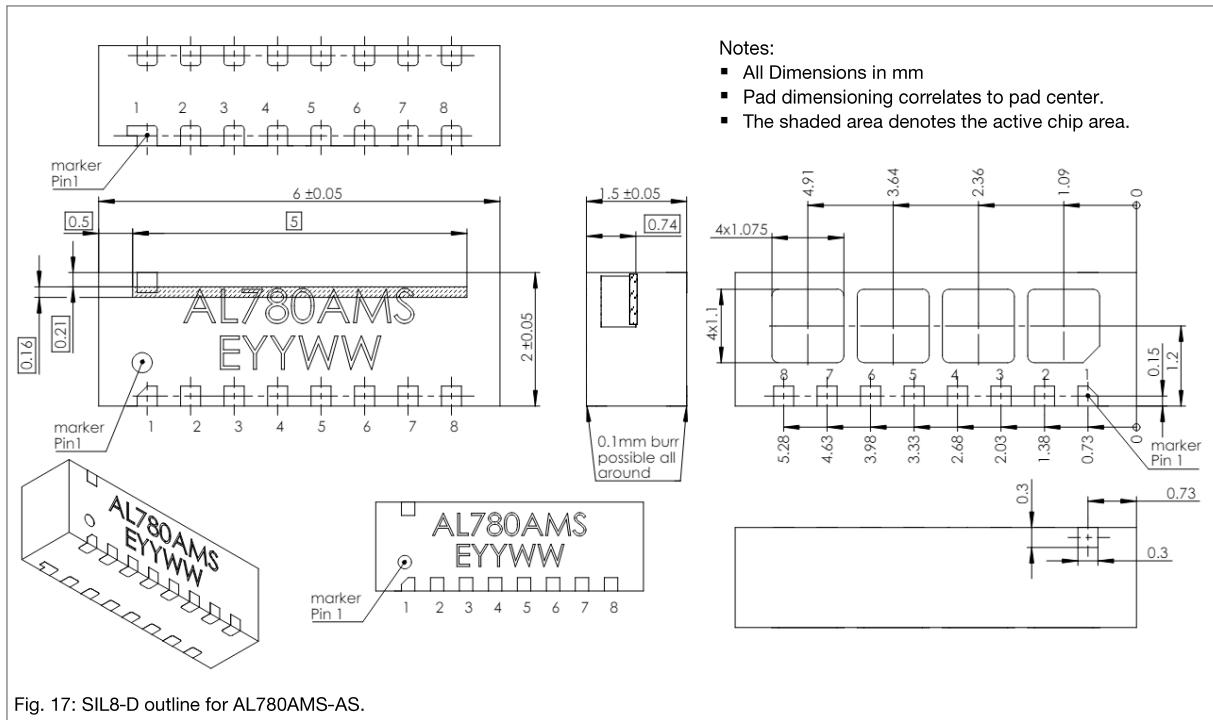 Notes:
▪ All Dimensions in mm
▪ Pad dimensioning correlates to pad center.
▪ The shaded area denotes the active chip area.
1 2 3 4 5 6 7 8
marker
Pin1
6 ±0.05
0.5
5
0.16
0.21
AL780AMS
EYYWW
2 ±0.05
marker
Pin1
1 2 3 4 5 6 7 8
1.5 ±0.05
0.74
0.1mm burr
possible all
around
4.91
3.64
2.36
1.09
0
4x1.075
4x1.1
8 7 6 5 4 3 2 1
0.15
1.2
5.28
4.63
3.98
3.33
2.68
2.03
1.38
0.73
0
marker
Pin 1
AL780AMS
EYYWW
AL780AMS
EYYWW
marker
Pin 1
1 2 3 4 5 6 7 8
0.3
0.73
0.3
Fig. 17: SIL8-D outline for AL780AMS-AS.